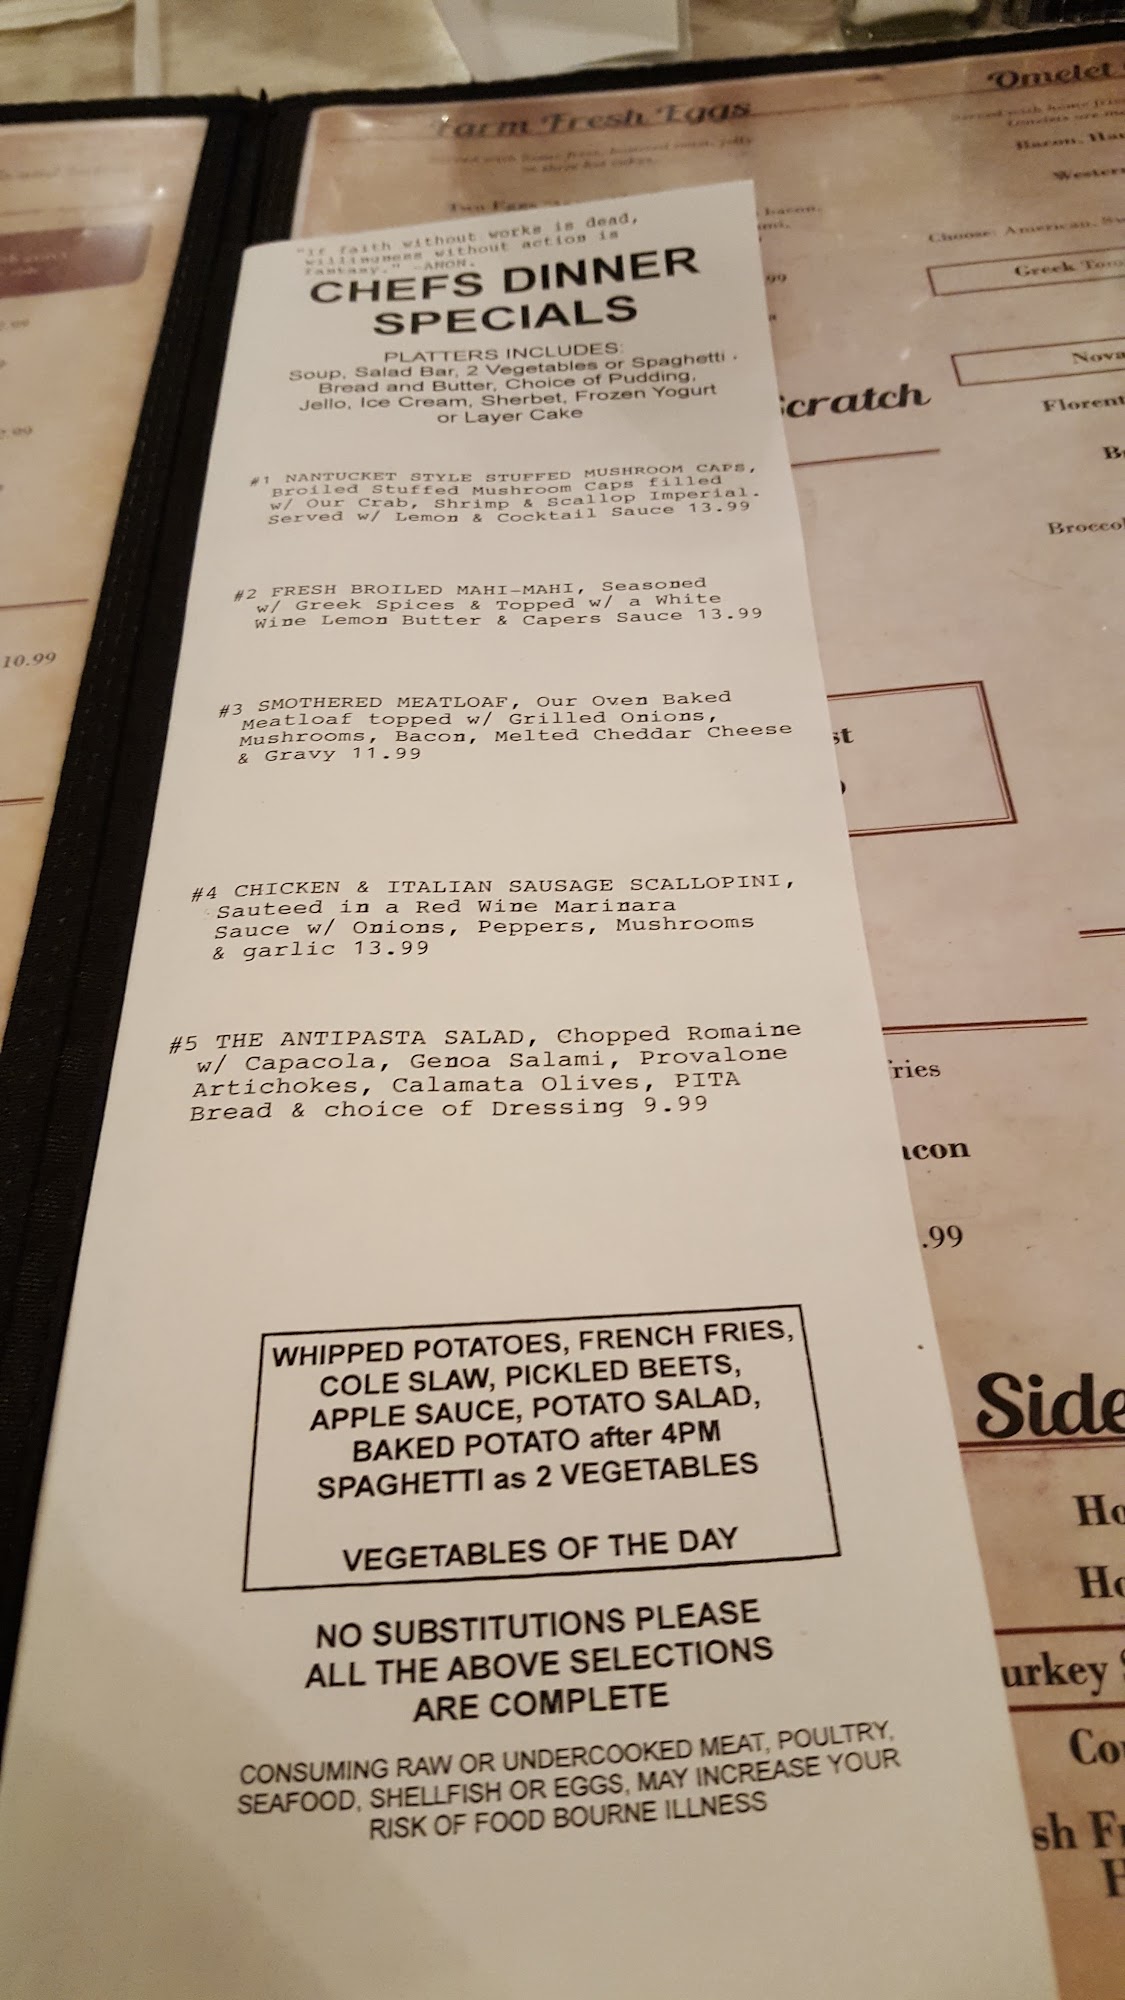 "If faith without works is dead,
willingness without action is
fantasy." -ANON.
CHEFS DINNER
SPECIALS
PLATTERS INCLUDES:
Soup, Salad Bar, 2 Vegetables or Spaghetti
Bread and Butter, Choice of Pudding,
Jello, Ice Cream, Sherbet, Frozen Yogurt
or Layer Cake
#1 NANTUCKET STYLE STUFFED MUSHROOM CAPS,
Broiled Stuffed Mushroom Caps filled
w/ Our Crab, Shrimp & Scallop Imperial.
Served w/ Lemon & Cocktail Sauce 13.99
#2 FRESH BROILED MAHI-MAHI, Seasoned
w/ Greek Spices & Topped w/ a White
Wine Lemon Butter & Capers Sauce 13.99
#3 SMOTHERED MEATLOAF, Our Oven Baked
Meatloaf topped w/ Grilled Onions,
Mushrooms, Bacon, Melted Cheddar Cheese
& Gravy 11.99
#4 CHICKEN & ITALIAN SAUSAGE SCALLOPINI,
Sauteed in a Red Wine Marinara
Sauce w/ Onions, Peppers, Mushrooms
& garlic 13.99
#5 THE ANTIPASTA SALAD, Chopped Romaine
w/ Capacola, Genoa Salami, Provalone
Artichokes, Calamata Olives, PITA
Bread & choice of Dressing 9.99
WHIPPED POTATOES, FRENCH FRIES,
COLE SLAW, PICKLED BEETS,
APPLE SAUCE, POTATO SALAD,
BAKED POTATO after 4PM
SPAGHETTI as 2 VEGETABLES
VEGETABLES OF THE DAY
NO SUBSTITUTIONS PLEASE
ALL THE ABOVE SELECTIONS
ARE COMPLETE
CONSUMING RAW OR UNDERCOOKED MEAT, POULTRY,
SEAFOOD, SHELLFISH OR EGGS, MAY INCREASE YOUR
RISK OF FOOD BOURNE ILLNESS
10.99
Farm Fresh Eggs
Two Eggs
bacon,
Scratch
.99
Omelet
Bacon,
Western
Choose: American,
Greek
Nova
Side